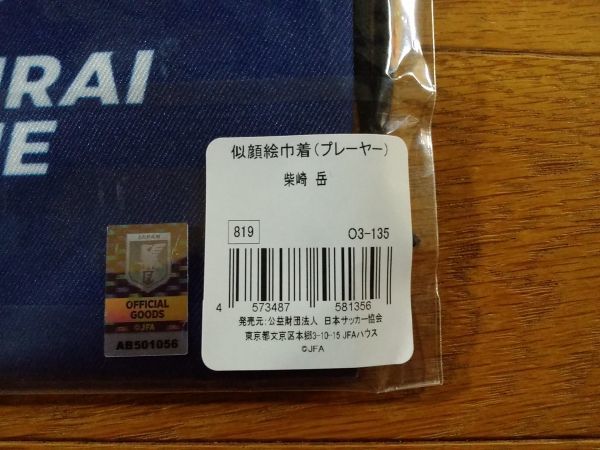 URAI
UE
似顔絵巾着(プレーヤー)
柴崎 岳
819
O3-135
4 573487 581356
発売元:公益財団法人 日本サッカー協会
東京都文京区本郷3-10-15 JFAハウス
©JFA
JAPAN
OFFICIAL
GOODS
©JFA
AB501056